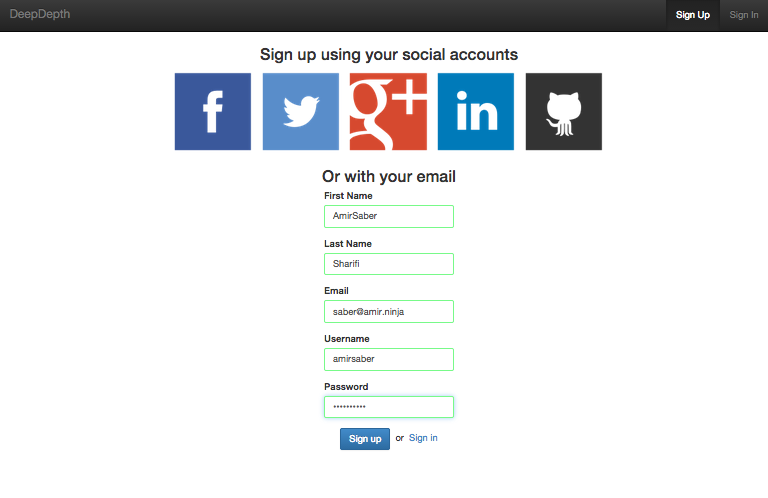 DeepDepth
Sign Up
Sign In
Sign up using your social accounts
f
g+
in
Or with your email
First Name
AmirSaber
Last Name
Sharifi
Email
saber@amir.ninja
Username
amirsaber
Password
••••••••••
Sign up or Sign in